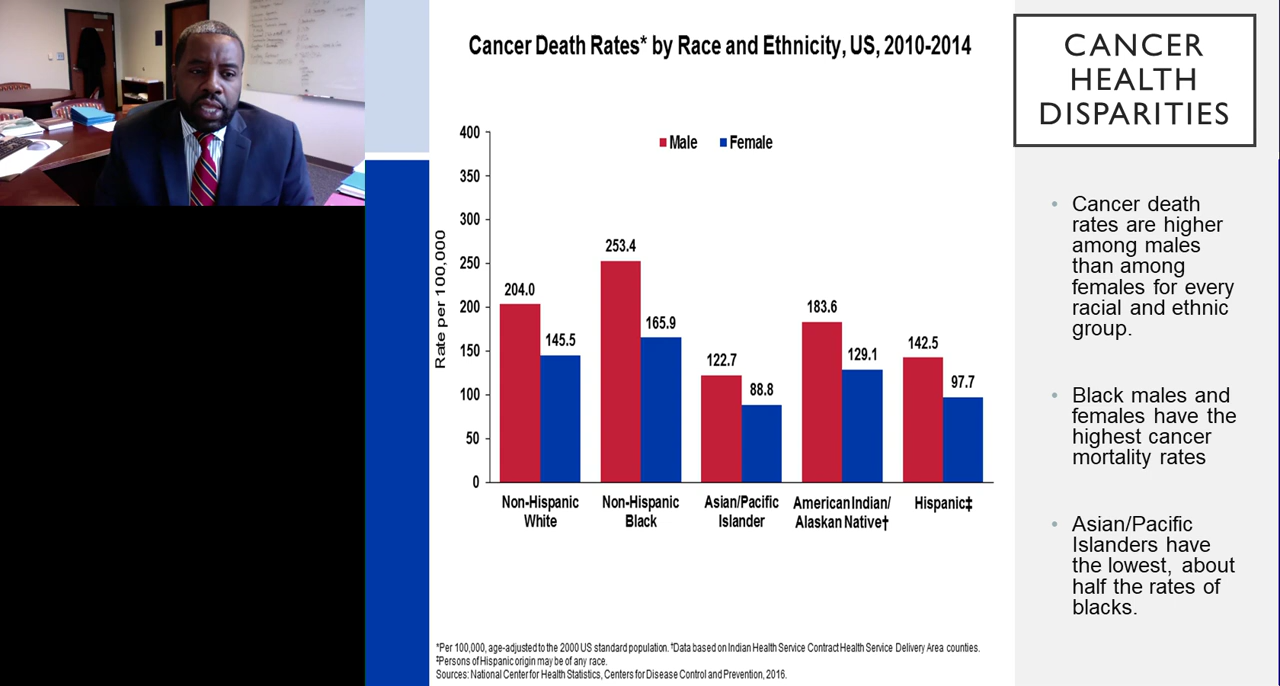 Cancer Death Rates* by Race and Ethnicity, US, 2010-2014
Male
Female
Rate per 100,000
400
350
300
250
200
150
100
50
0
204.0
145.5
253.4
165.9
122.7
88.8
183.6
129.1
142.5
97.7
Non-Hispanic
White
Non-Hispanic
Black
Asian/Pacific
Islander
American Indian/
Alaskan Native†
Hispanic‡
*Per 100,000, age-adjusted to the 2000 US standard population. †Data based on Indian Health Service Contract Health Service Delivery Area counties.
‡Persons of Hispanic origin may be of any race.
Sources: National Center for Health Statistics, Centers for Disease Control and Prevention, 2016.
CANCER
HEALTH
DISPARITIES
• Cancer death
rates are higher
among males
than among
females for every
racial and ethnic
group.
• Black males and
females have the
highest cancer
mortality rates
• Asian/Pacific
Islanders have
the lowest, about
half the rates of
blacks.